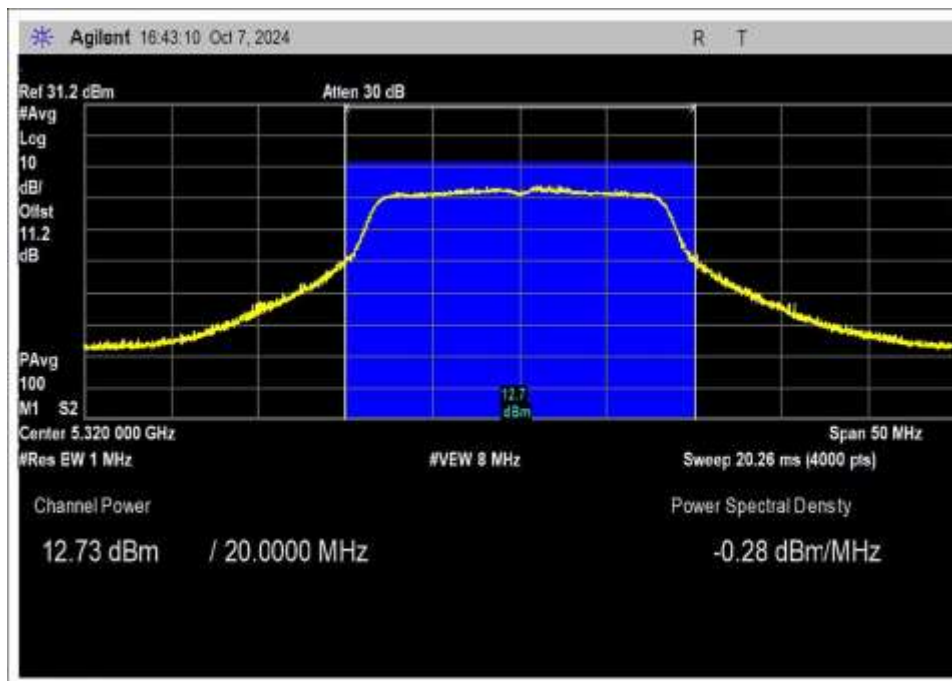 Agilent 16:43:10 Oct 7, 2024 R T
Ref 31.2 dBm Atten 30 dB
#Avg
Log
10
dB/
Offst
11.2
dB
PAvg
100
M1 S2
12.7
dBm
Center 5.320 000 GHz Span 50 MHz
#Res BW 1 MHz #VBW 8 MHz Sweep 20.26 ms (4000 pts)
Channel Power Power Spectral Density
12.73 dBm / 20.0000 MHz -0.28 dBm/MHz